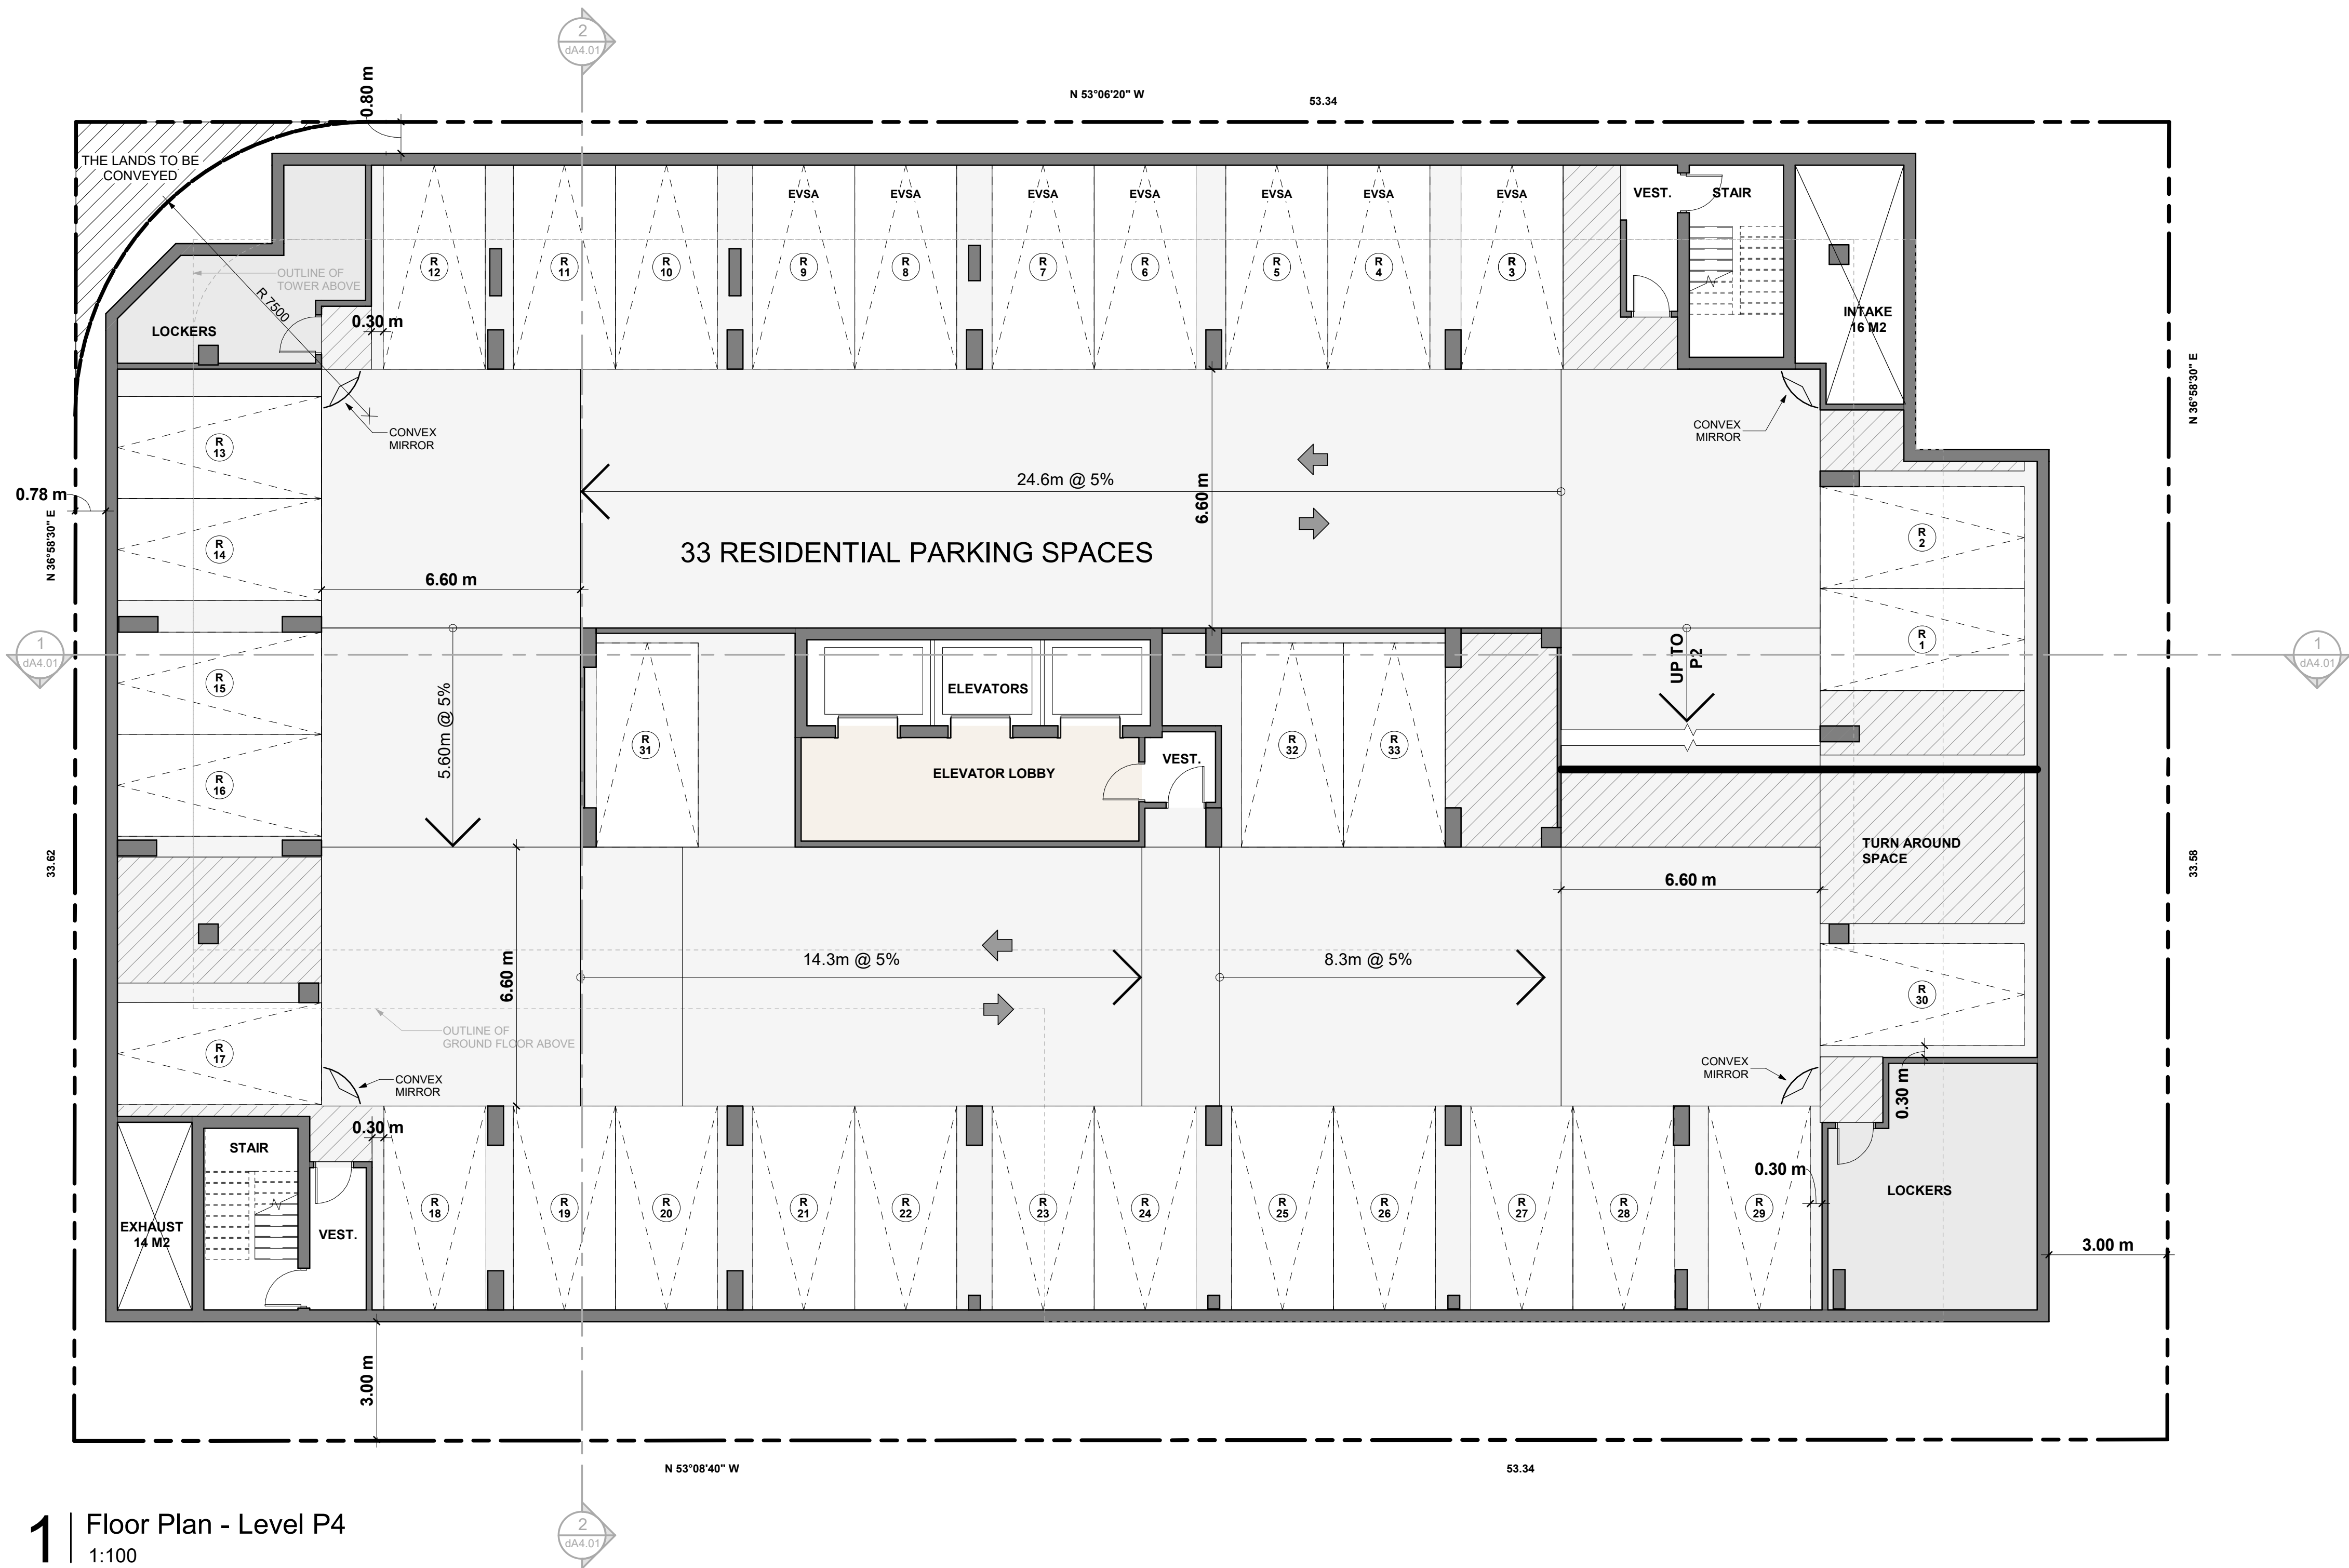 2
dA4.01
0.80 m
N 53°06'20" W
53.34
THE LANDS TO BE
CONVEYED
EVSA
EVSA
EVSA
EVSA
EVSA
EVSA
EVSA
VEST.
STAIR
R
12
R
11
R
10
R
9
R
8
R
7
R
6
R
5
R
4
R
3
OUTLINE OF
TOWER ABOVE
R 7500
LOCKERS
0.30 m
INTAKE
16 M2
N 36°58'30" E
CONVEX
MIRROR
CONVEX
MIRROR
R
13
24.6m @ 5%
6.60 m
0.78 m
N 36°58'30" E
R
14
33 RESIDENTIAL PARKING SPACES
R
2
6.60 m
1
dA4.01
R
15
5.60m @ 5%
ELEVATORS
UP TO
P2
R
1
1
dA4.01
R
31
R
32
R
33
VEST.
ELEVATOR LOBBY
R
16
33.62
TURN AROUND
SPACE
33.58
6.60 m
14.3m @ 5%
8.3m @ 5%
6.60 m
R
30
OUTLINE OF
GROUND FLOOR ABOVE
R
17
CONVEX
MIRROR
CONVEX
MIRROR
0.30 m
0.30 m
STAIR
0.30 m
LOCKERS
R
18
R
19
R
20
R
21
R
22
R
23
R
24
R
25
R
26
R
27
R
28
R
29
EXHAUST
14 M2
VEST.
3.00 m
3.00 m
N 53°08'40" W
53.34
1
Floor Plan - Level P4
1:100
2
dA4.01